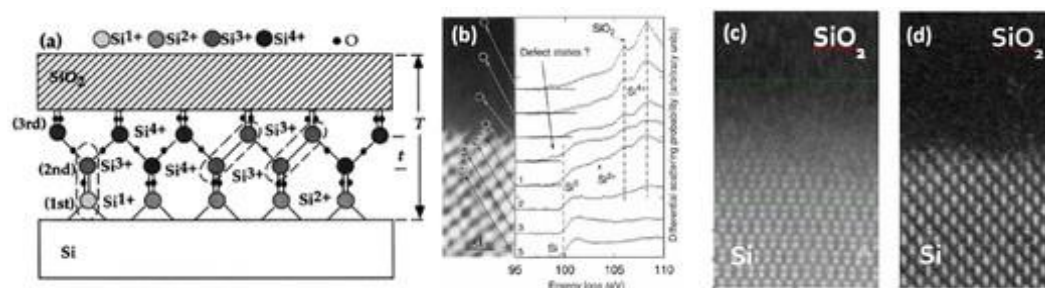 (a) Si1+ Si2+ Si3+ Si4+ O
SiO2
(3rd) Si4+ Si3+ T
(2nd) Si3+ Si4+ Si3+ t
(1st) Si1+ Si2+
Si
(b)
SiO2
Defect states ?
Si4+
Si0
1
2
3
5
Si
95 100 105 110
Energy loss (eV)
Differential scattering probability (arbitrary units)
(c) SiO2
Si
(d) SiO2
Si